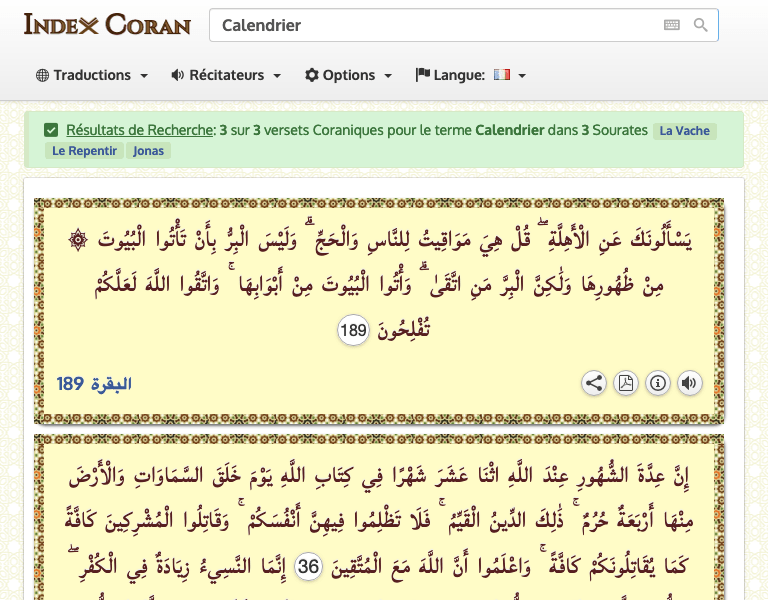 INDEX CORAN
Calendrier
Traductions
Récitateurs
Options
Langue:
Résultats de Recherche: 3 sur 3 versets Coraniques pour le terme Calendrier dans 3 Sourates La Vache
Le Repentir Jonas
يَسْأَلُونَكَ عَنِ الْأَهِلَّةِ ۖ قُلْ هِيَ مَوَاقِيتُ لِلنَّاسِ وَالْحَجِّ ۗ وَلَيْسَ الْبِرُّ بِأَنْ تَأْتُوا الْبُيُوتَ ۞
مِنْ ظُهُورِهَا وَلَٰكِنَّ الْبِرَّ مَنِ اتَّقَىٰ ۗ وَأْتُوا الْبُيُوتَ مِنْ أَبْوَابِهَا ۚ وَاتَّقُوا اللَّهَ لَعَلَّكُمْ
تُفْلِحُونَ 189
البقرة 189
إِنَّ عِدَّةَ الشُّهُورِ عِنْدَ اللَّهِ اثْنَا عَشَرَ شَهْرًا فِي كِتَابِ اللَّهِ يَوْمَ خَلَقَ السَّمَاوَاتِ وَالْأَرْضَ
مِنْهَا أَرْبَعَةٌ حُرُمٌ ۚ ذَٰلِكَ الدِّينُ الْقَيِّمُ ۚ فَلَا تَظْلِمُوا فِيهِنَّ أَنْفُسَكُمْ ۚ وَقَاتِلُوا الْمُشْرِكِينَ كَافَّةً
كَمَا يُقَاتِلُونَكُمْ كَافَّةً ۚ وَاعْلَمُوا أَنَّ اللَّهَ مَعَ الْمُتَّقِينَ 36 إِنَّمَا النَّسِيءُ زِيَادَةٌ فِي الْكُفْرِ ۖ